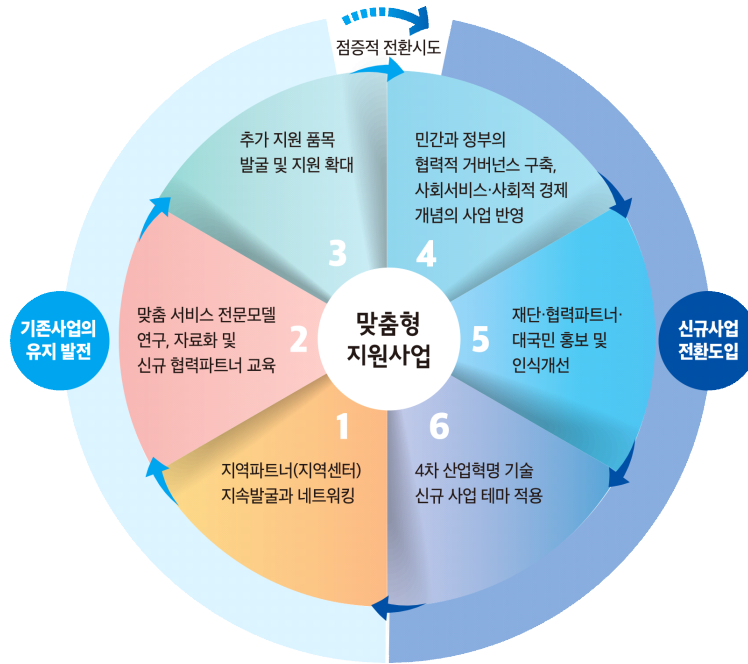 점증적 전환시도
추가 지원 품목
발굴 및 지원 확대
3
민간과 정부의
협력적 거버넌스 구축,
사회서비스·사회적 경제
개념의 사업 반영
4
기존사업의
유지 발전
맞춤 서비스 전문모델
연구, 자료화 및
신규 협력파트너 교육
2
맞춤형
지원사업
5
재단·협력파트너·
대국민 홍보 및
인식개선
신규사업
전환도입
1
지역파트너(지역센터)
지속발굴과 네트워킹
6
4차 산업혁명 기술
신규 사업 테마 적용